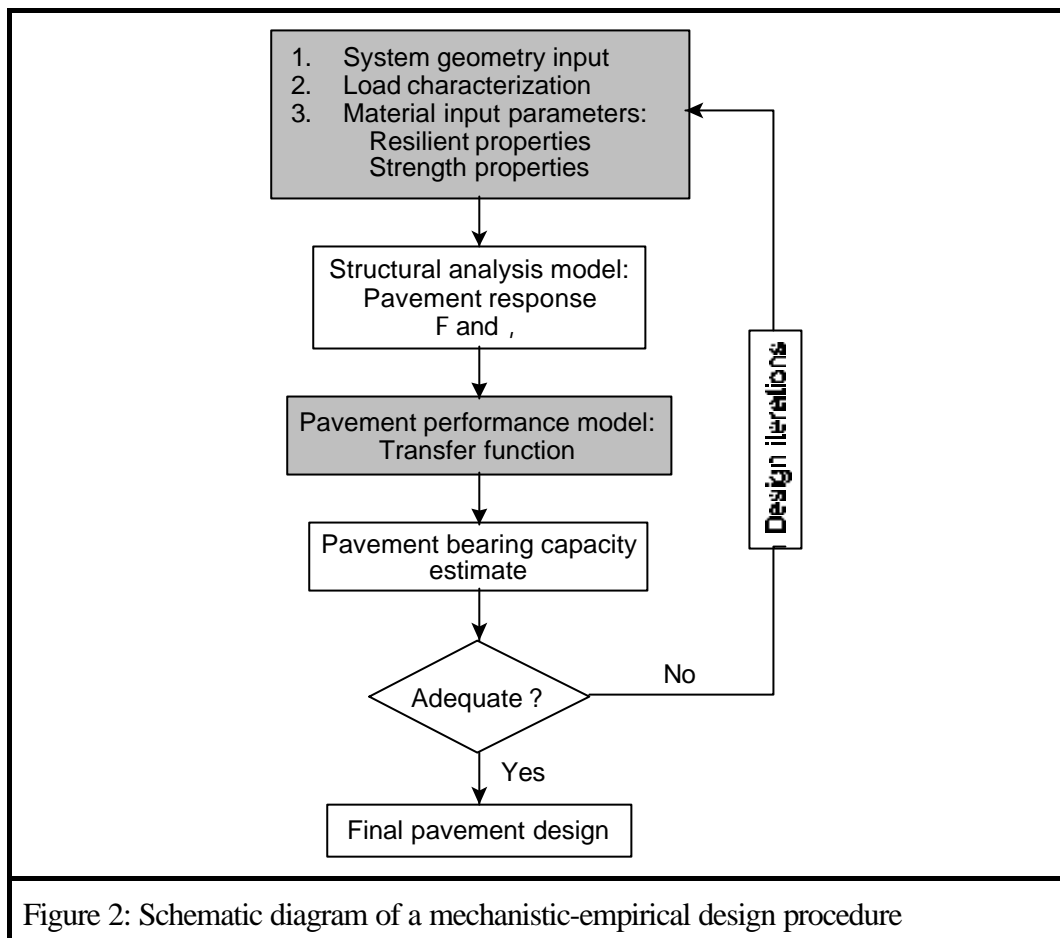 1. System geometry input
2. Load characterization
3. Material input parameters:
Resilient properties
Strength properties
Structural analysis model:
Pavement response
F and ,
Pavement performance model:
Transfer function
Pavement bearing capacity
estimate
Adequate ?
No
Yes
Final pavement design
Design iterations
Figure 2: Schematic diagram of a mechanistic-empirical design procedure